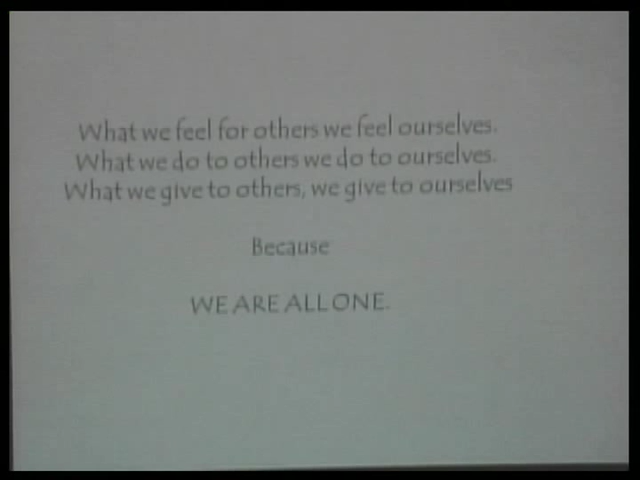 What we feel for others we feel ourselves.
What we do to others we do to ourselves.
What we give to others, we give to ourselves
Because
WE ARE ALL ONE.